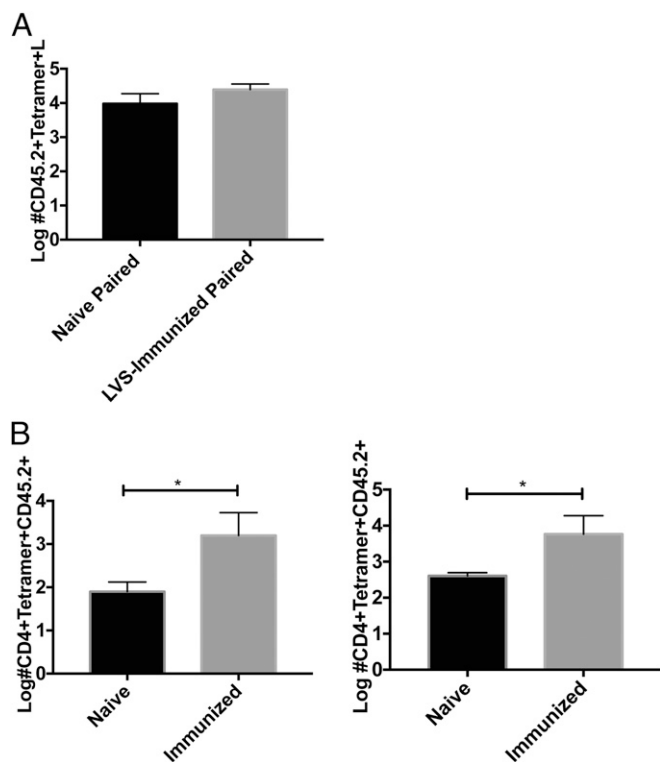 A
Log #CD45.2+Tetramer+L
5
4
3
2
1
0
Naive Paired
LVS-Immunized Paired
B
Log#CD4+Tetramer+CD45.2+
4
3
2
1
0
*
Naive
Immunized
Log #CD4+Tetramer+CD45.2+
5
4
3
2
1
0
*
Naive
Immunized